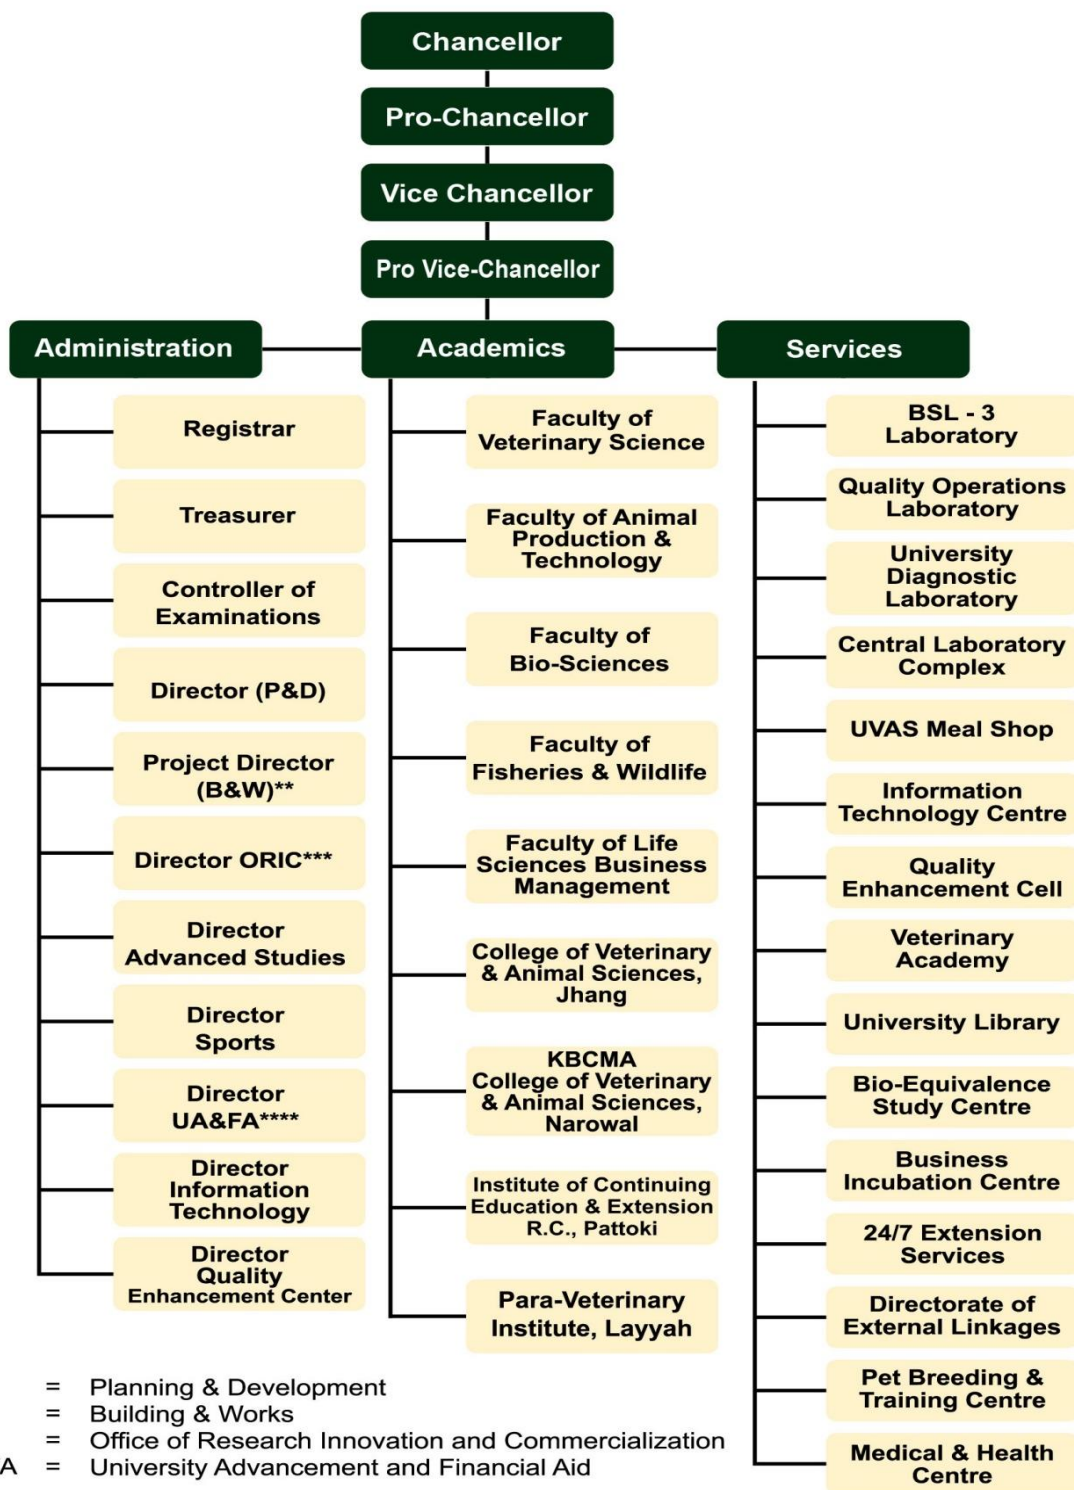 Chancellor
Pro-Chancellor
Vice Chancellor
Pro Vice-Chancellor
Administration
Registrar
Treasurer
Controller of
Examinations
Director (P&D)
Project Director
(B&W)**
Director ORIC***
Director
Advanced Studies
Director
Sports
Director
UA&FA****
Director
Information
Technology
Director
Quality
Enhancement Center
Academics
Faculty of
Veterinary Science
Faculty of Animal
Production &
Technology
Faculty of
Bio-Sciences
Faculty of
Fisheries & Wildlife
Faculty of Life
Sciences Business
Management
College of Veterinary
& Animal Sciences,
Jhang
KBCMA
College of Veterinary
& Animal Sciences,
Narowal
Institute of Continuing
Education & Extension
R.C., Pattoki
Para-Veterinary
Institute, Layyah
Services
BSL - 3
Laboratory
Quality Operations
Laboratory
University
Diagnostic
Laboratory
Central Laboratory
Complex
UVAS Meal Shop
Information
Technology Centre
Quality
Enhancement Cell
Veterinary
Academy
University Library
Bio-Equivalence
Study Centre
Business
Incubation Centre
24/7 Extension
Services
Directorate of
External Linkages
Pet Breeding &
Training Centre
Medical & Health
Centre
= Planning & Development
= Building & Works
= Office of Research Innovation and Commercialization
A = University Advancement and Financial Aid